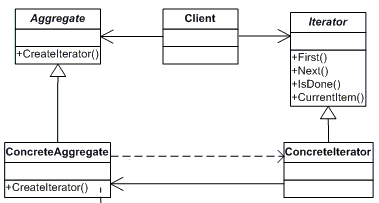 Aggregate
Client
Iterator
+CreateIterator()
+First()
+Next()
+IsDone()
+CurrentItem()
ConcreteAggregate
ConcreteIterator
+CreateIterator()